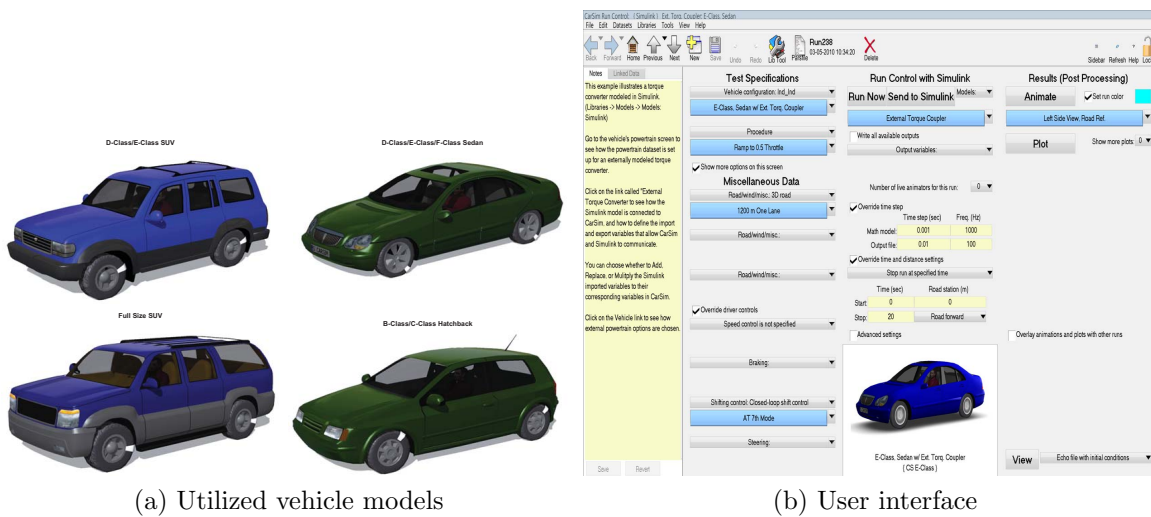 D-Class/E-Class SUV
D-Class/E-Class/F-Class Sedan
Full Size SUV
B-Class/C-Class Hatchback
(a) Utilized vehicle models
CarSim Run Control: (Simulink) Ext. Torq. Coupler: E-Class, Sedan
File Edit Datasets Libraries Tools View Help
Back Forward Home Previous Next New Save Undo Redo Lib Tool Parsfile
Run238
03-05-2010 10:34:20
Delete
Sidebar Refresh Help
Notes Linked Data
This example illustrates a torque
converter modeled in Simulink.
(Libraries -> Models -> Models:
Simulink)
Go to the vehicle's powertrain screen to
see how the powertrain dataset is set
up for an externally modeled torque
converter.
Click on the link called "External
Torque Converter to see how the
Simulink model is connected to
CarSim, and how to define the import
and export variables that allow CarSim
and Simulink to communicate.
You can choose whether to Add,
Replace, or Mulitply the Simulink
imported variables to their
corresponding variables in CarSim.
Click on the Vehicle link to see how
external powertrain options are chosen.
Save Revert
Test Specifications
Vehicle configuration: Ind_Ind
E-Class, Sedan w/ Ext. Torq. Coupler
Procedure
Ramp to 0.5 Throttle
Show more options on this screen
Miscellaneous Data
Road/wind/misc.: 3D road
1200 m One Lane
Road/wind/misc.:
Road/wind/misc.:
Override driver controls
Speed control is not specified
Braking:
Shifting control: Closed-loop shift control
AT 7th Mode
Steering:
Run Control with Simulink
Run Now Send to Simulink Models:
External Torque Coupler
Write all available outputs
Output variables:
Number of live animators for this run: 0
Override time step
Time step (sec) Freq. (Hz)
Math model: 0.001 1000
Output file: 0.01 100
Override time and distance settings
Stop run at specified time
Time (sec) Road station (m)
Start: 0 0
Stop: 20 Road forward
Advanced settings
E-Class, Sedan w/ Ext. Torq. Coupler
( CS E-Class )
Results (Post Processing)
Animate Set run color
Left Side View, Road Ref.
Plot Show more plots: 0
Overlay animations and plots with other runs
View Echo file with initial conditions
(b) User interface